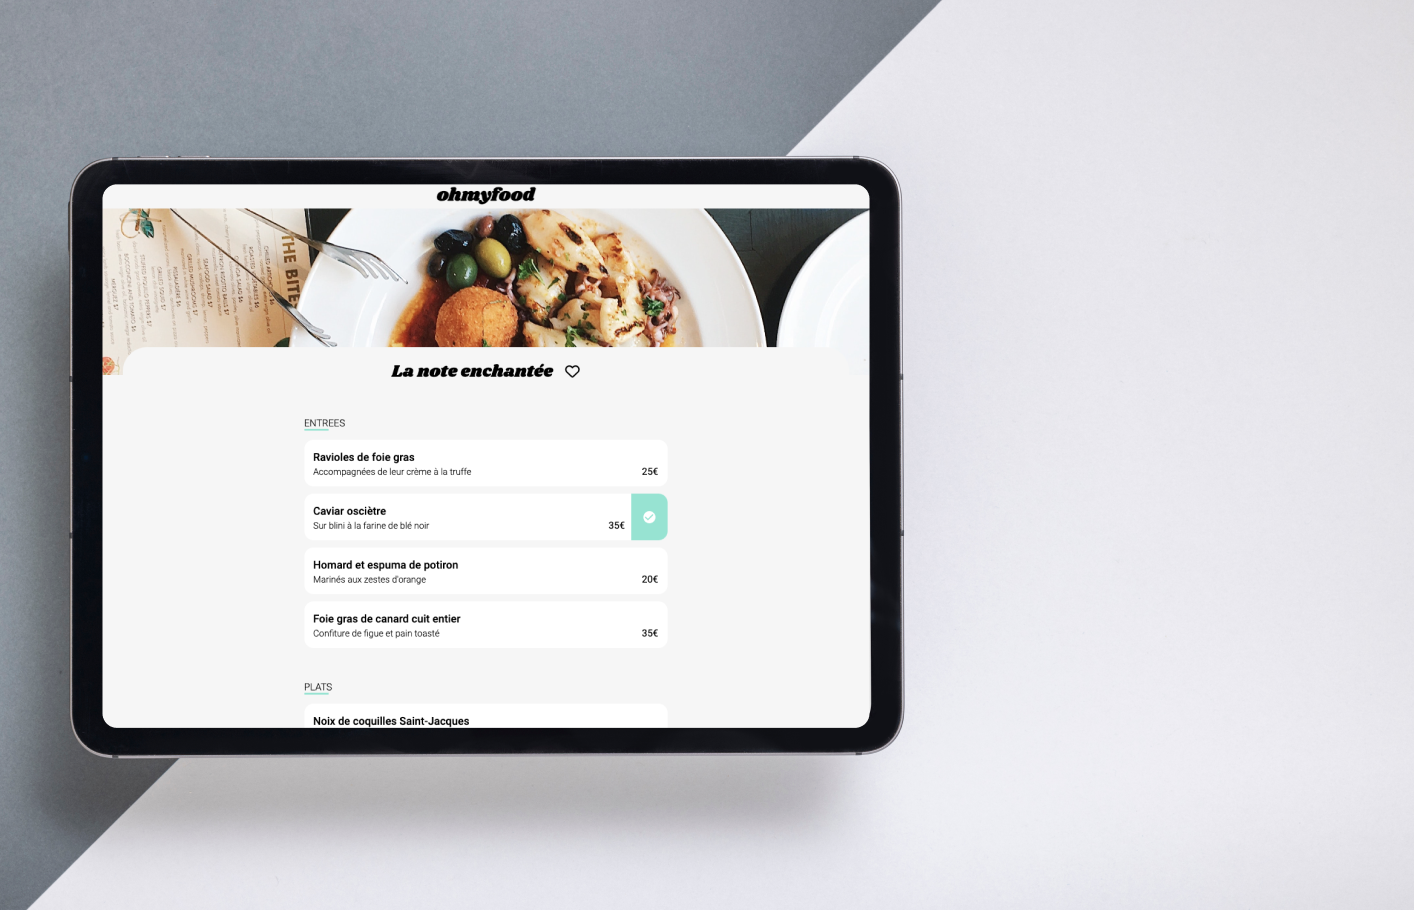 ohmyfood
THE BITE
La note enchantée
ENTREES
Ravioles de foie gras
Accompagnées de leur crème à la truffe
25€
Caviar oscière
Sur blini à la farine de blé noir
35€
Homard et espuma de potiron
Marinés aux zestes d'orange
20€
Foie gras de canard cuit entier
Confiture de figue et pain toasté
35€
PLATS
Noix de coquilles Saint-Jacques